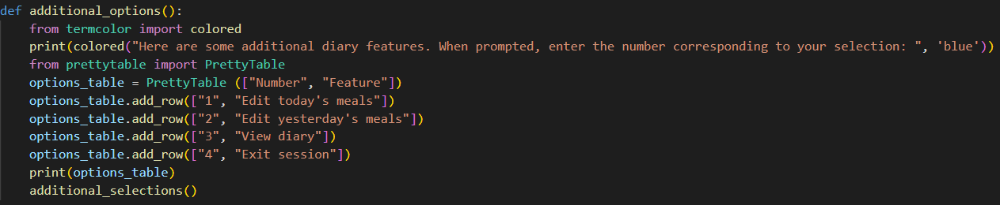 def additional_options():
    from termcolor import colored
    print(colored("Here are some additional diary features. When prompted, enter the number corresponding to your selection: ", 'blue'))
    from prettytable import PrettyTable
    options_table = PrettyTable (["Number", "Feature"])
    options_table.add_row(["1", "Edit today's meals"])
    options_table.add_row(["2", "Edit yesterday's meals"])
    options_table.add_row(["3", "View diary"])
    options_table.add_row(["4", "Exit session"])
    print(options_table)
    additional_selections()